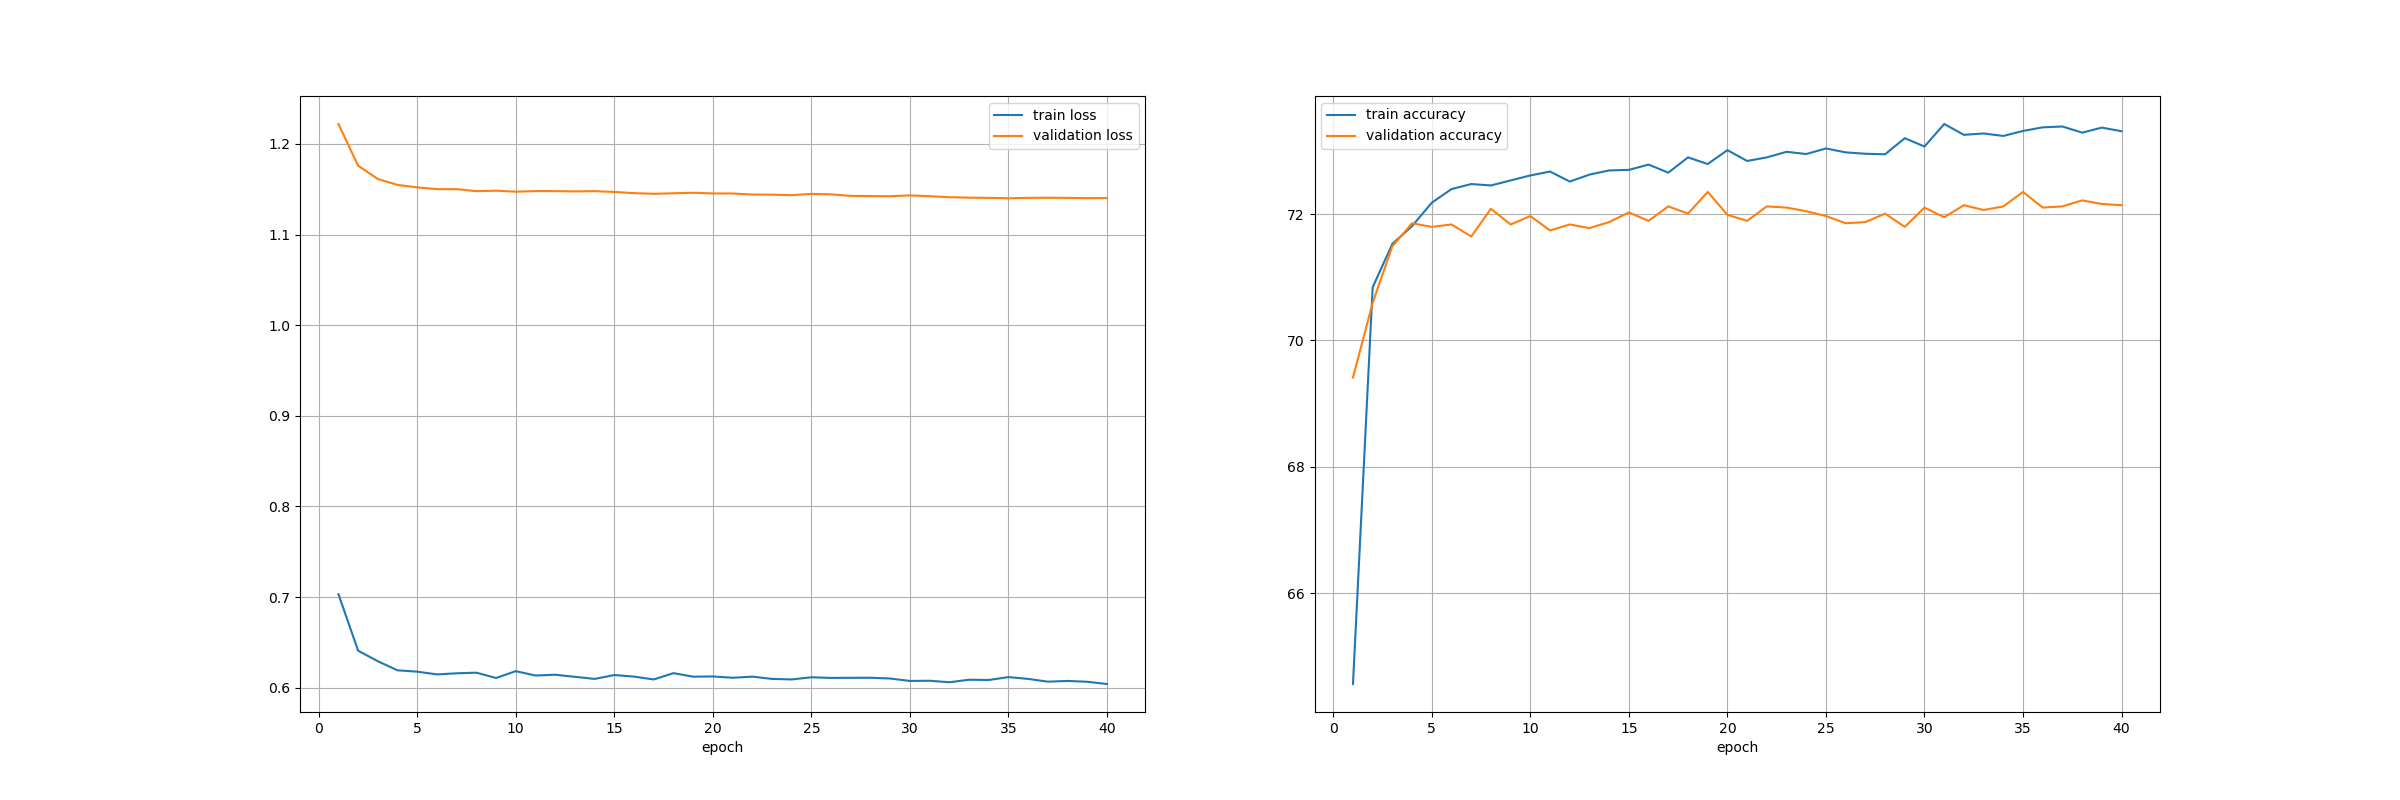 train loss
validation loss
1.2
1.1
1.0
0.9
0.8
0.7
0.6
0 5 10 15 20 25 30 35 40
epoch
train accuracy
validation accuracy
72
70
68
66
0 5 10 15 20 25 30 35 40
epoch